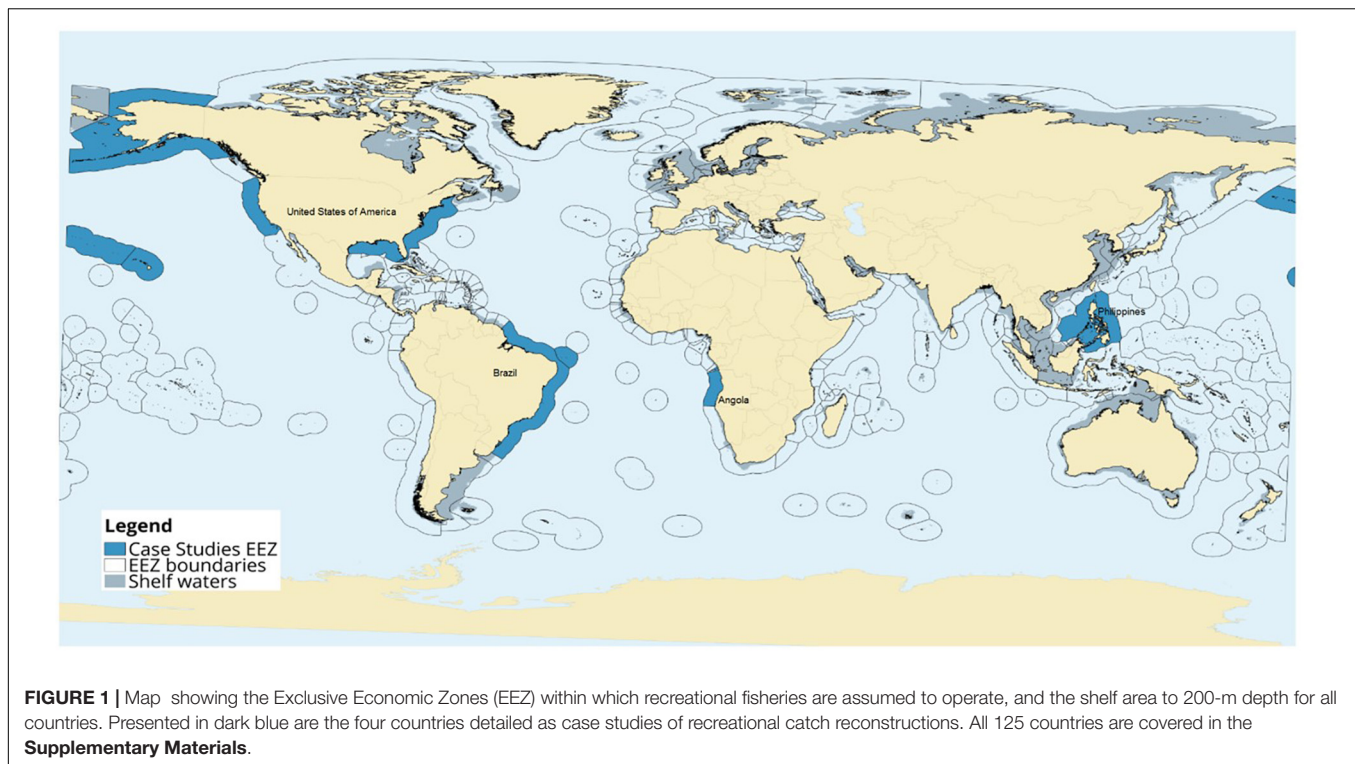 United States of America
Philippines
Brazil
Angola
Legend
Case Studies EEZ
EEZ boundaries
Shelf waters
FIGURE 1 | Map showing the Exclusive Economic Zones (EEZ) within which recreational fisheries are assumed to operate, and the shelf area to 200-m depth for all
countries. Presented in dark blue are the four countries detailed as case studies of recreational catch reconstructions. All 125 countries are covered in the
Supplementary Materials.